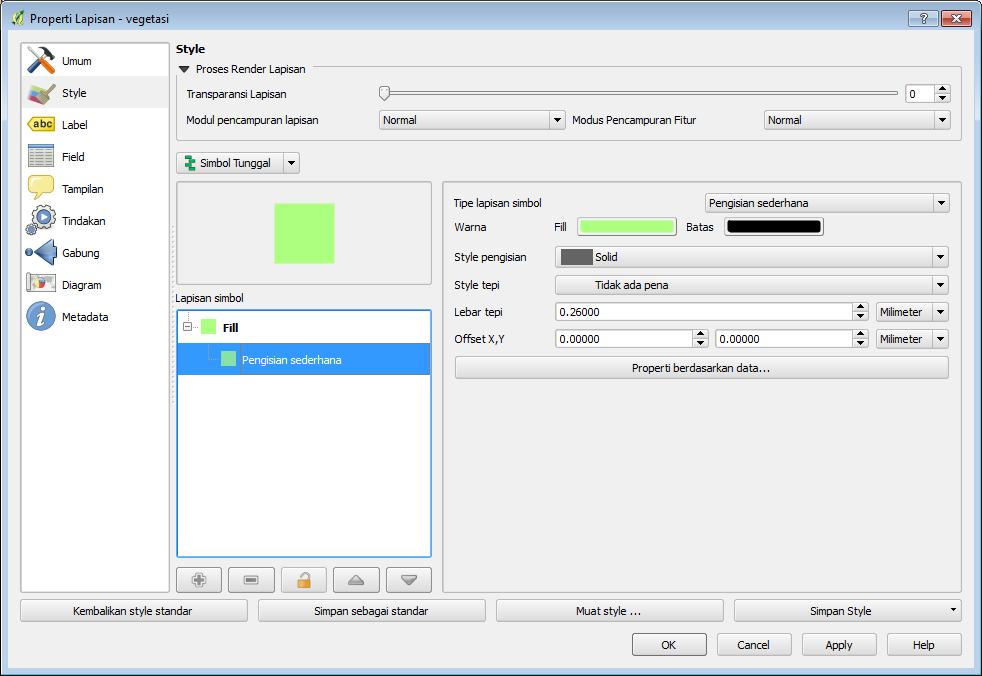 Properti Lapisan - vegetasi
?
Umum
Style
abc Label
Field
Tampilan
Tindakan
Gabung
Diagram
i Metadata
Style
Proses Render Lapisan
Transparansi Lapisan 0
Modul pencampuran lapisan Normal Modus Pencampuran Fitur Normal
Simbol Tunggal
Lapisan simbol
Fill
Pengisian sederhana
Tipe lapisan simbol Pengisian sederhana
Warna Fill Batas
Style pengisian Solid
Style tepi Tidak ada pena
Lebar tepi 0.26000 Milimeter
Offset X,Y 0.00000 0.00000 Milimeter
Properti berdasarkan data...
Kembalikan style standar Simpan sebagai standar Muat style ... Simpan Style
OK Cancel Apply Help